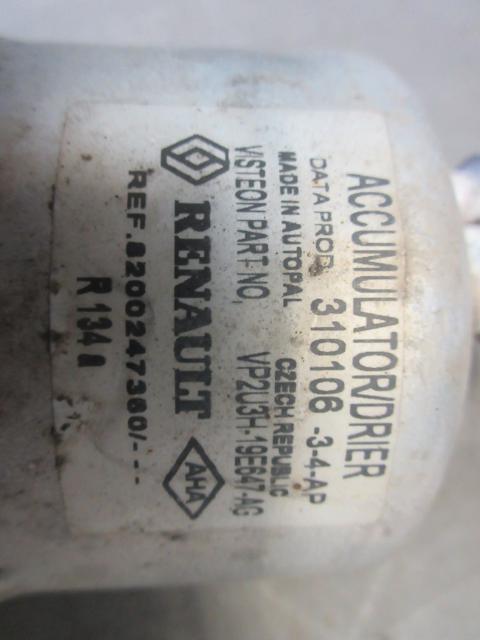 ACCUMULATOR/DRIER
DATA PROD. 310106 -3-4-AP
MADE IN AUTOPAL CZECH REPUBLIC
VISTEON PART NO, VP2U3H-19E647-AG
RENAULT AHA
REF.8200247360/---
R 134a